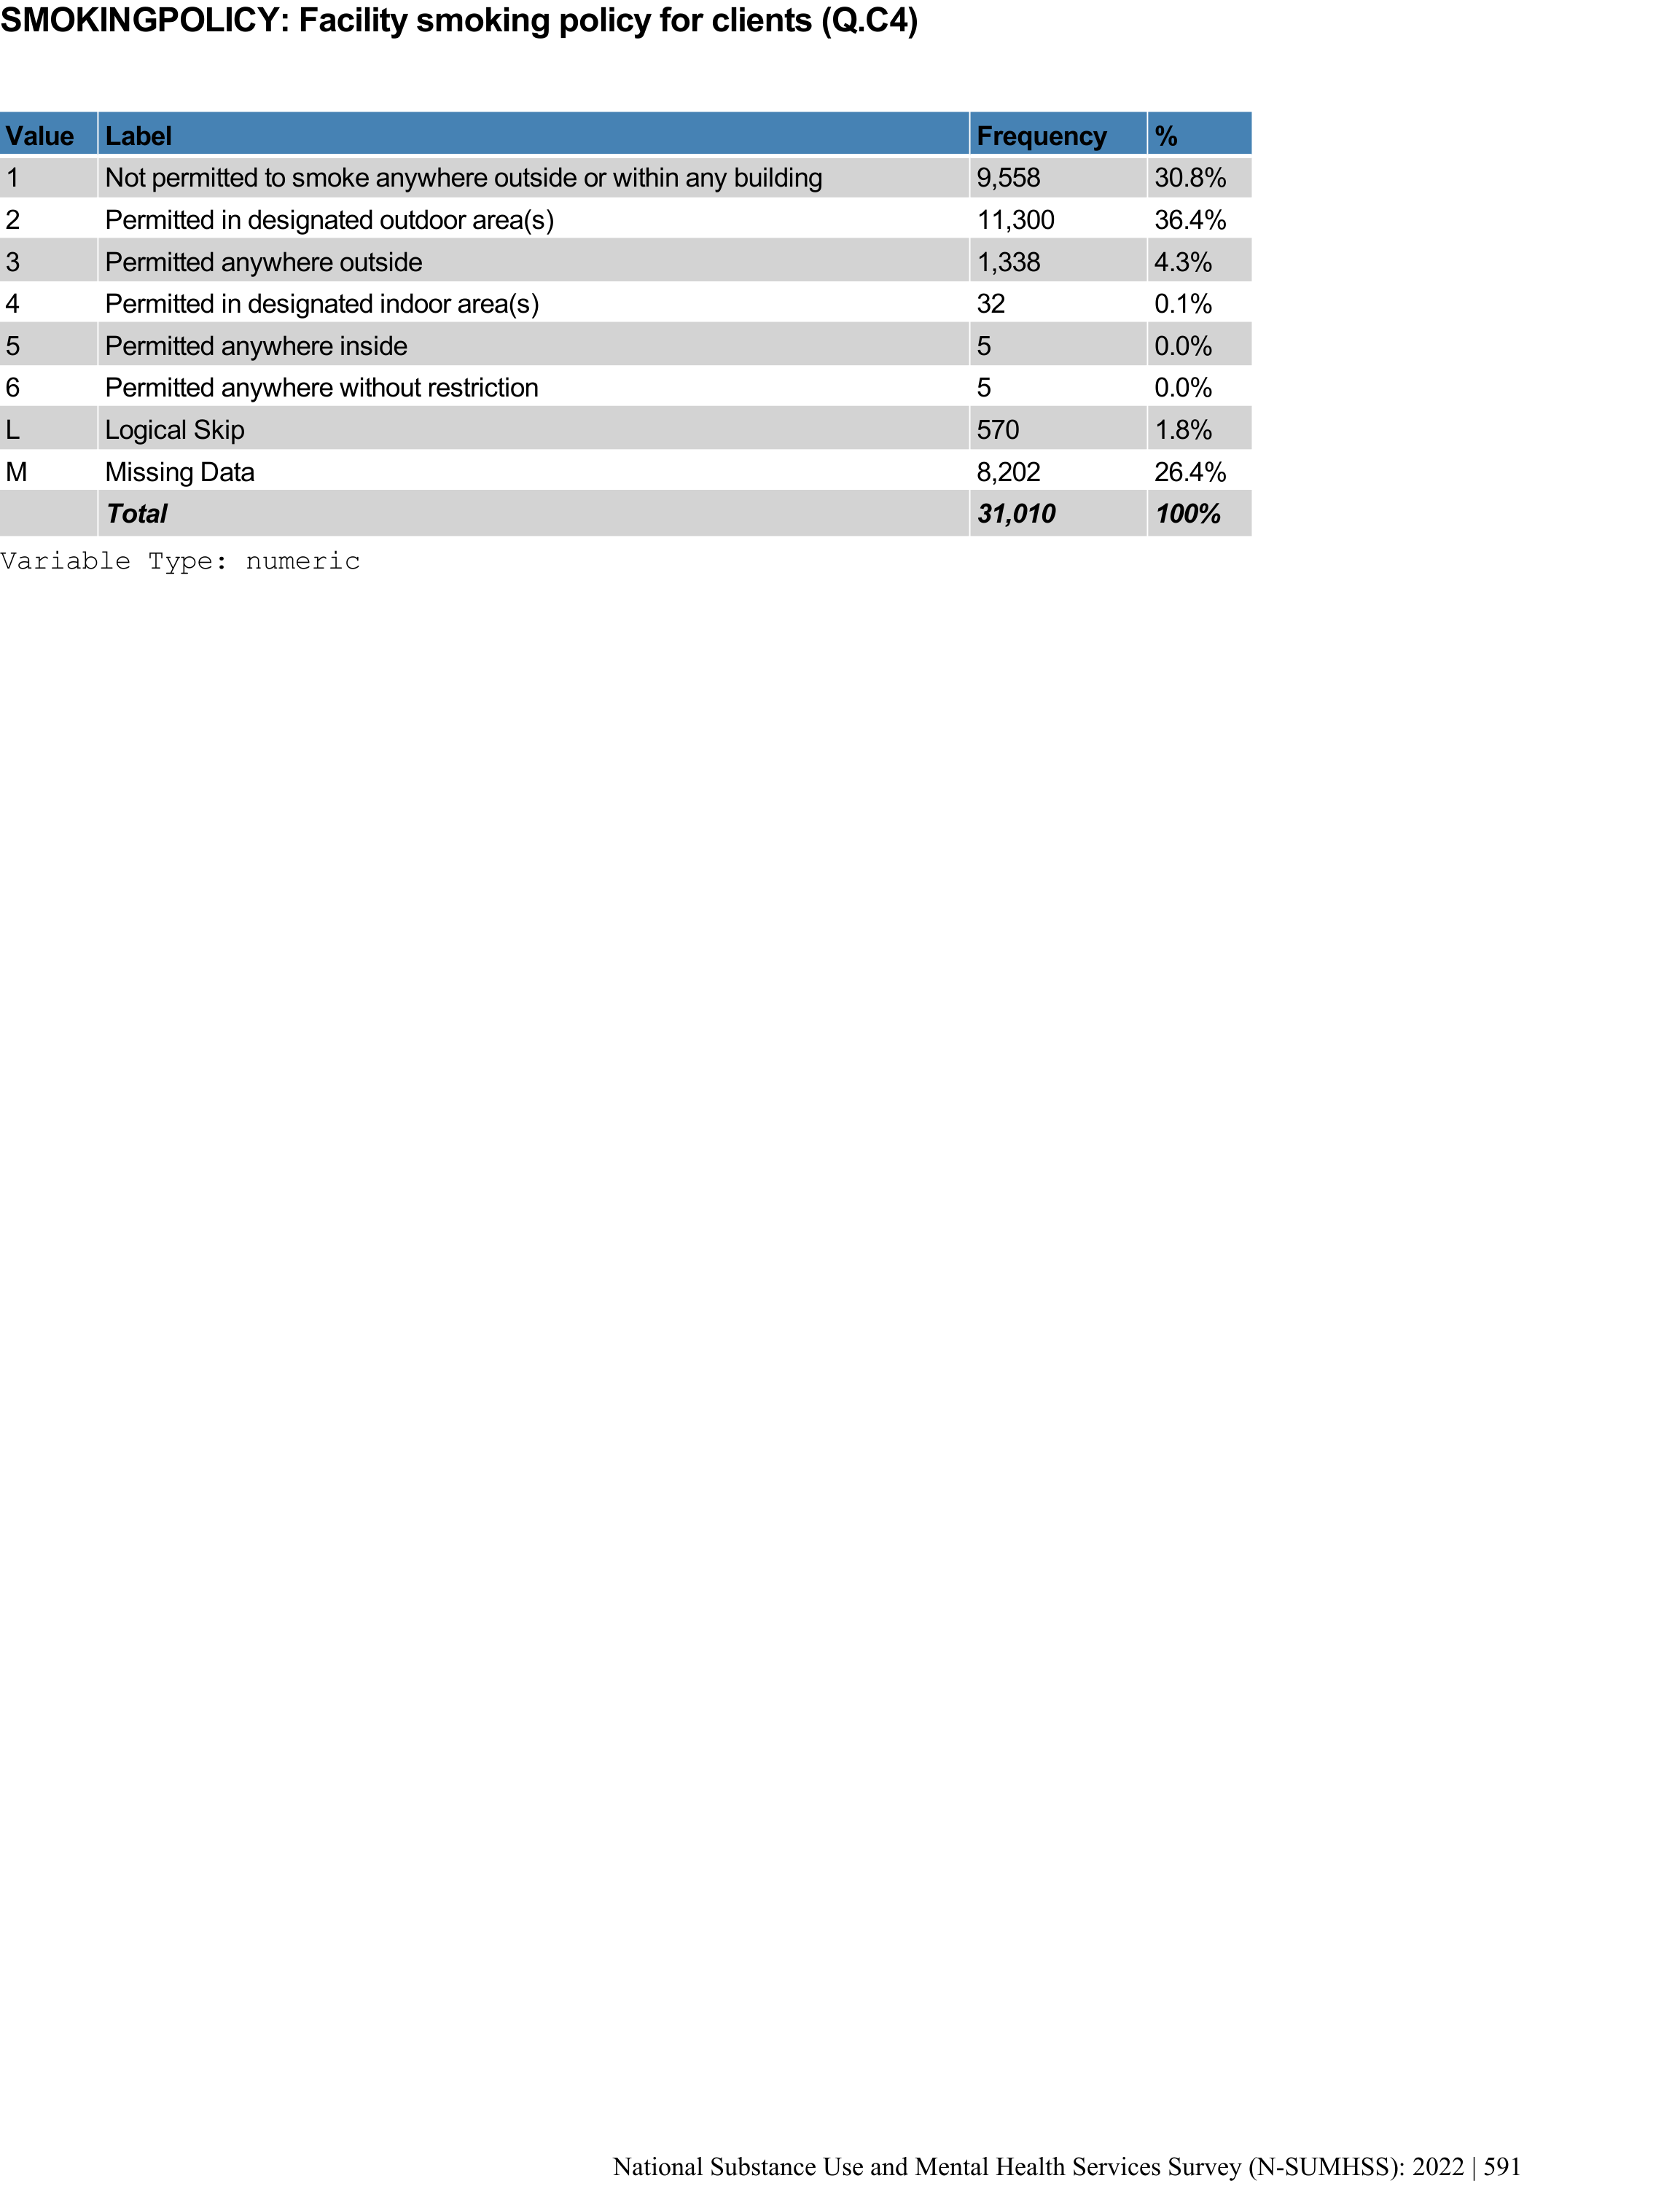 SMOKINGPOLICY: Facility smoking policy for clients (Q.C4)
Value Label Frequency %
1 Not permitted to smoke anywhere outside or within any building 9,558 30.8%
2 Permitted in designated outdoor area(s) 11,300 36.4%
3 Permitted anywhere outside 1,338 4.3%
4 Permitted in designated indoor area(s) 32 0.1%
5 Permitted anywhere inside 5 0.0%
6 Permitted anywhere without restriction 5 0.0%
L Logical Skip 570 1.8%
M Missing Data 8,202 26.4%
Total 31,010 100%
Variable Type: numeric
National Substance Use and Mental Health Services Survey (N-SUMHSS): 2022 | 591